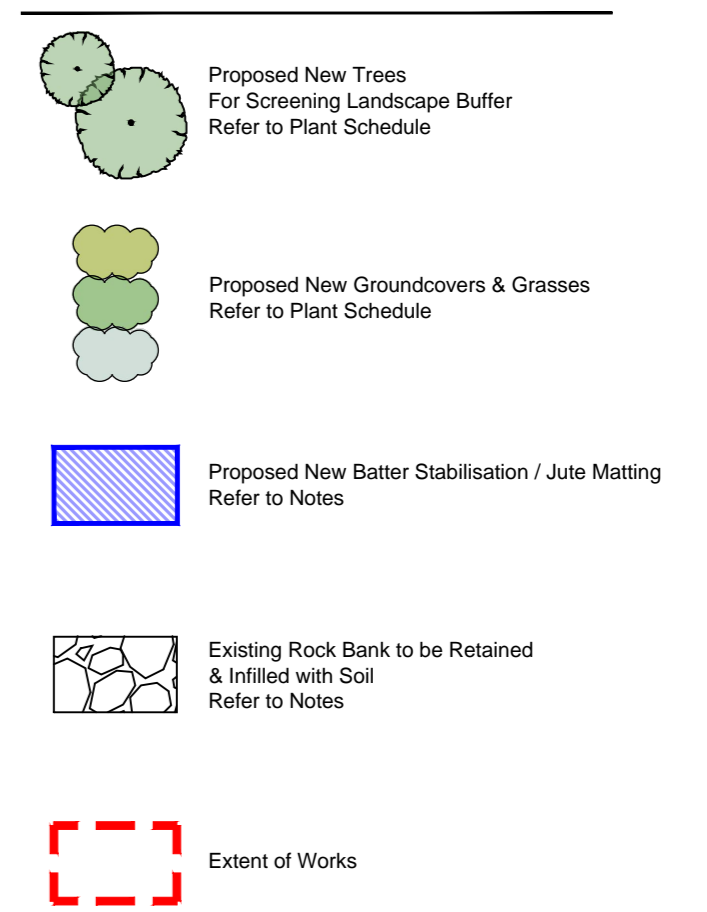 Proposed New Trees
For Screening Landscape Buffer
Refer to Plant Schedule
Proposed New Groundcovers & Grasses
Refer to Plant Schedule
Proposed New Batter Stabilisation / Jute Matting
Refer to Notes
Existing Rock Bank to be Retained
& Infilled with Soil
Refer to Notes
Extent of Works